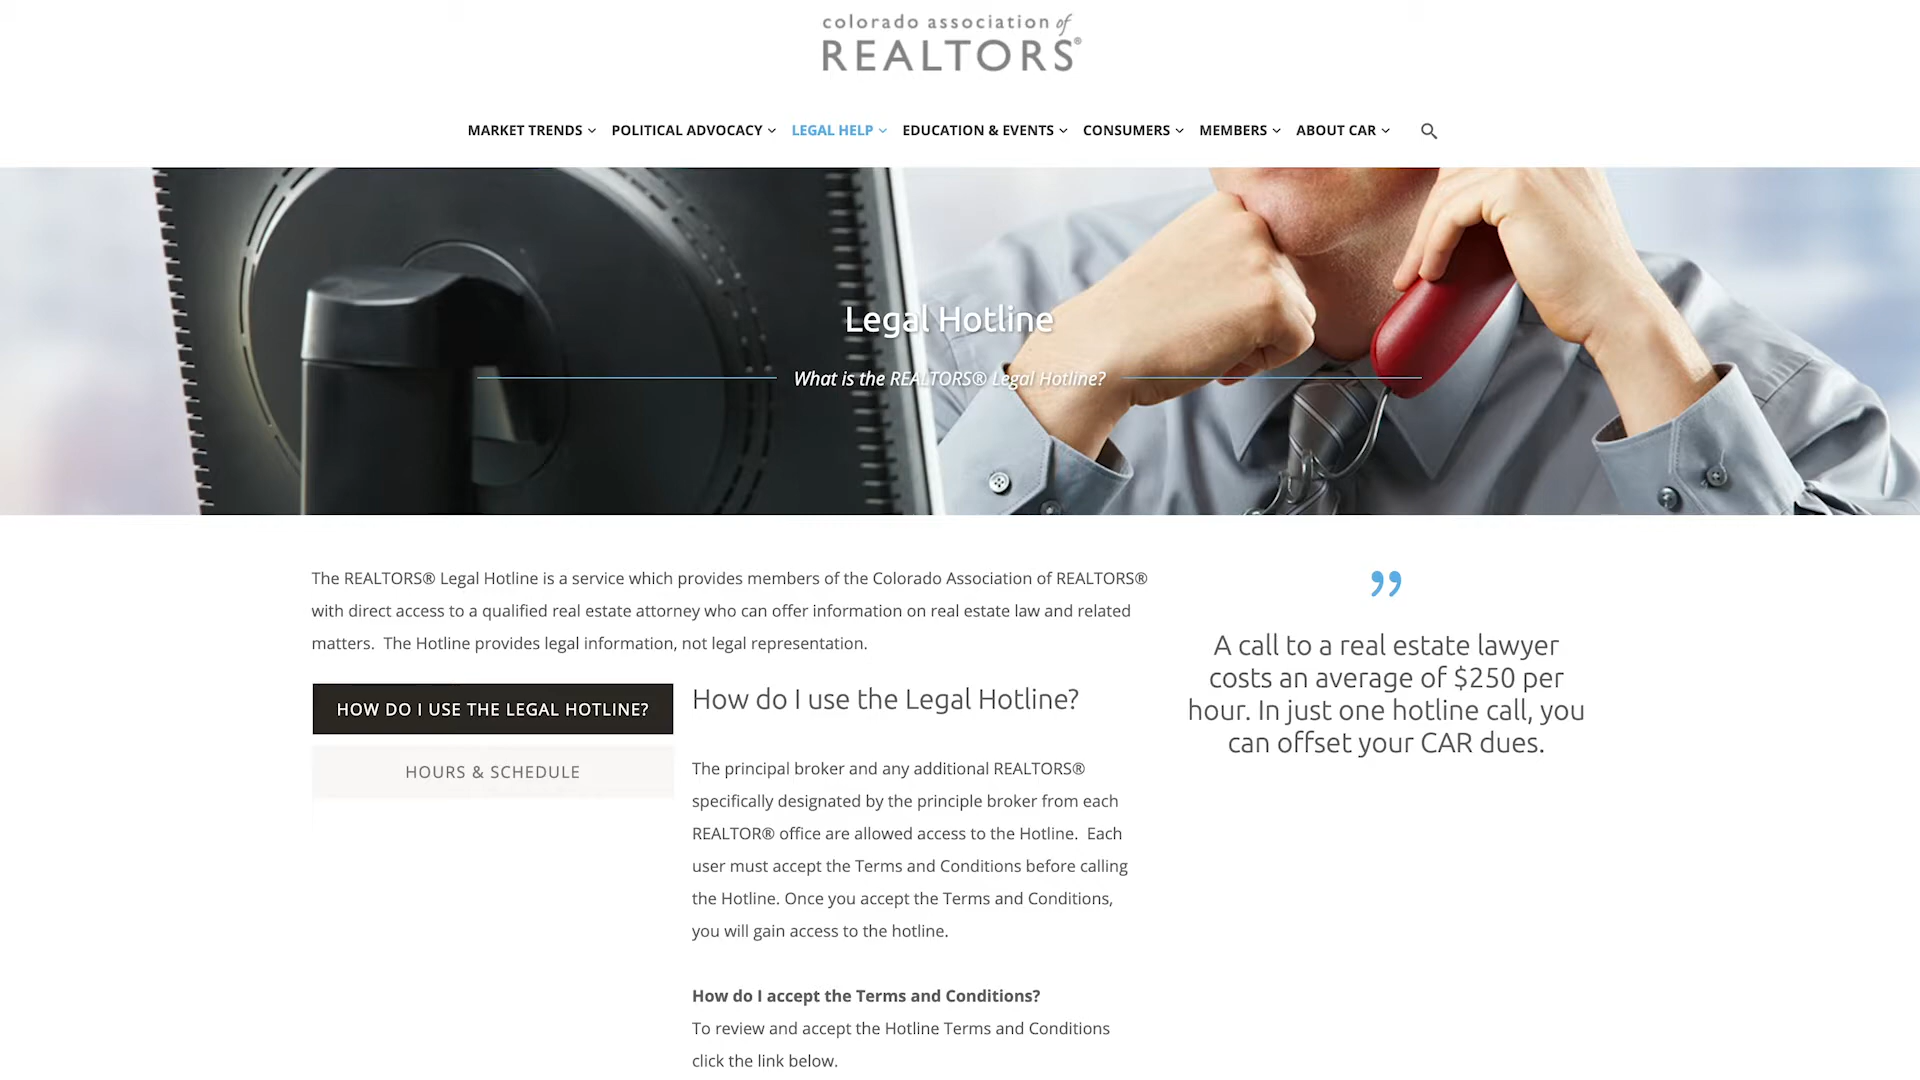 colorado association of
REALTORS®
MARKET TRENDS POLITICAL ADVOCACY LEGAL HELP EDUCATION & EVENTS CONSUMERS MEMBERS ABOUT CAR
Legal Hotline
What is the REALTORS® Legal Hotline?
The REALTORS® Legal Hotline is a service which provides members of the Colorado Association of REALTORS®
with direct access to a qualified real estate attorney who can offer information on real estate law and related
matters.  The Hotline provides legal information, not legal representation.
HOW DO I USE THE LEGAL HOTLINE?
HOURS & SCHEDULE
How do I use the Legal Hotline?
The principal broker and any additional REALTORS®
specifically designated by the principle broker from each
REALTOR® office are allowed access to the Hotline.  Each
user must accept the Terms and Conditions before calling
the Hotline. Once you accept the Terms and Conditions,
you will gain access to the hotline.
How do I accept the Terms and Conditions?
To review and accept the Hotline Terms and Conditions
click the link below.
”
A call to a real estate lawyer
costs an average of $250 per
hour. In just one hotline call, you
can offset your CAR dues.